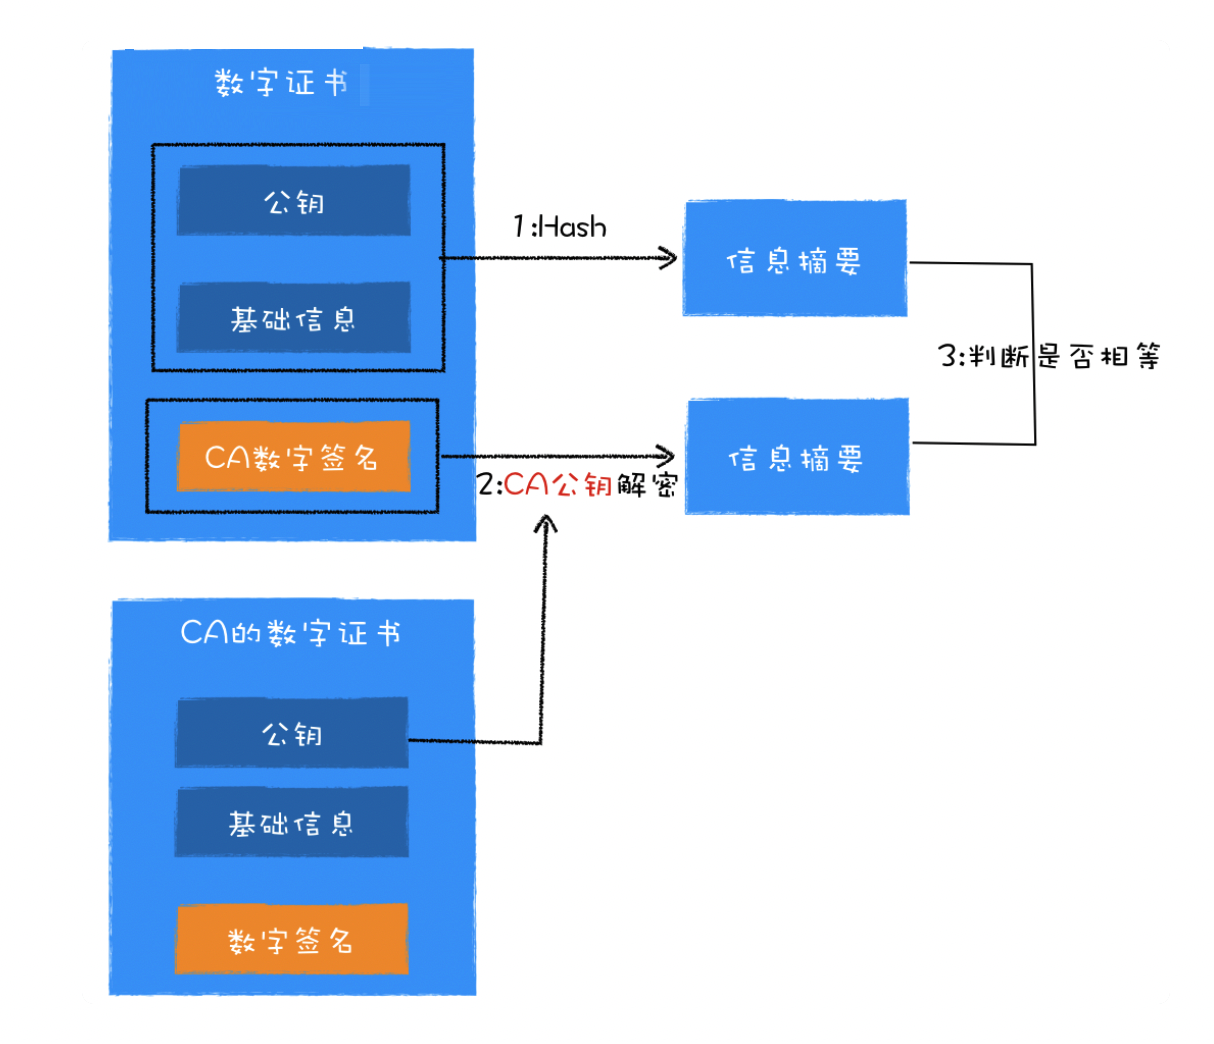 数字证书
公钥
基础信息
CA数字签名
1:Hash
信息摘要
2:CA公钥解密
信息摘要
3:判断是否相等
CA的数字证书
公钥
基础信息
数字签名